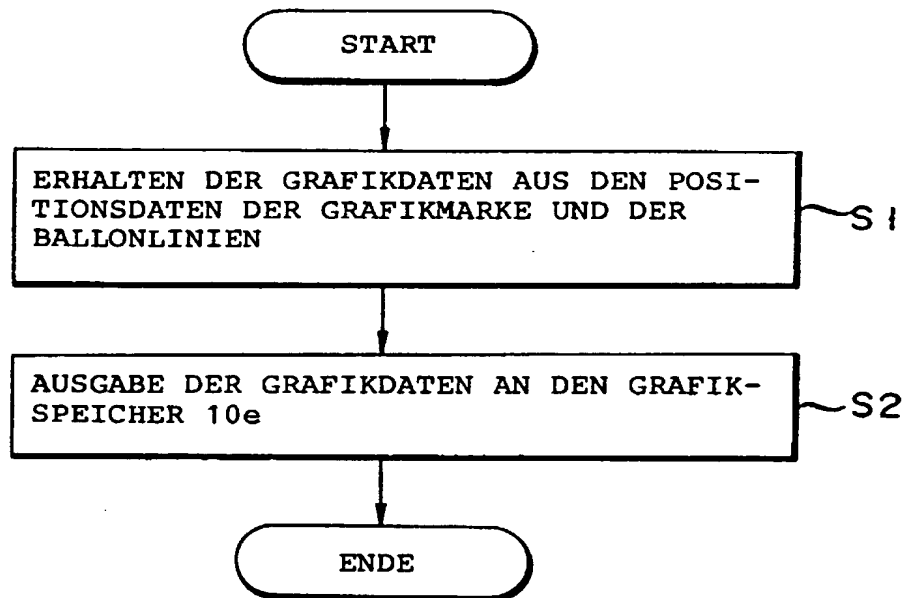 START
ERHALTEN DER GRAFIKDATEN AUS DEN POSI-
TIONSDATEN DER GRAFIKMARKE UND DER
BALLONLINIEN
S1
AUSGABE DER GRAFIKDATEN AN DEN GRAFIK-
SPEICHER 10e
S2
ENDE